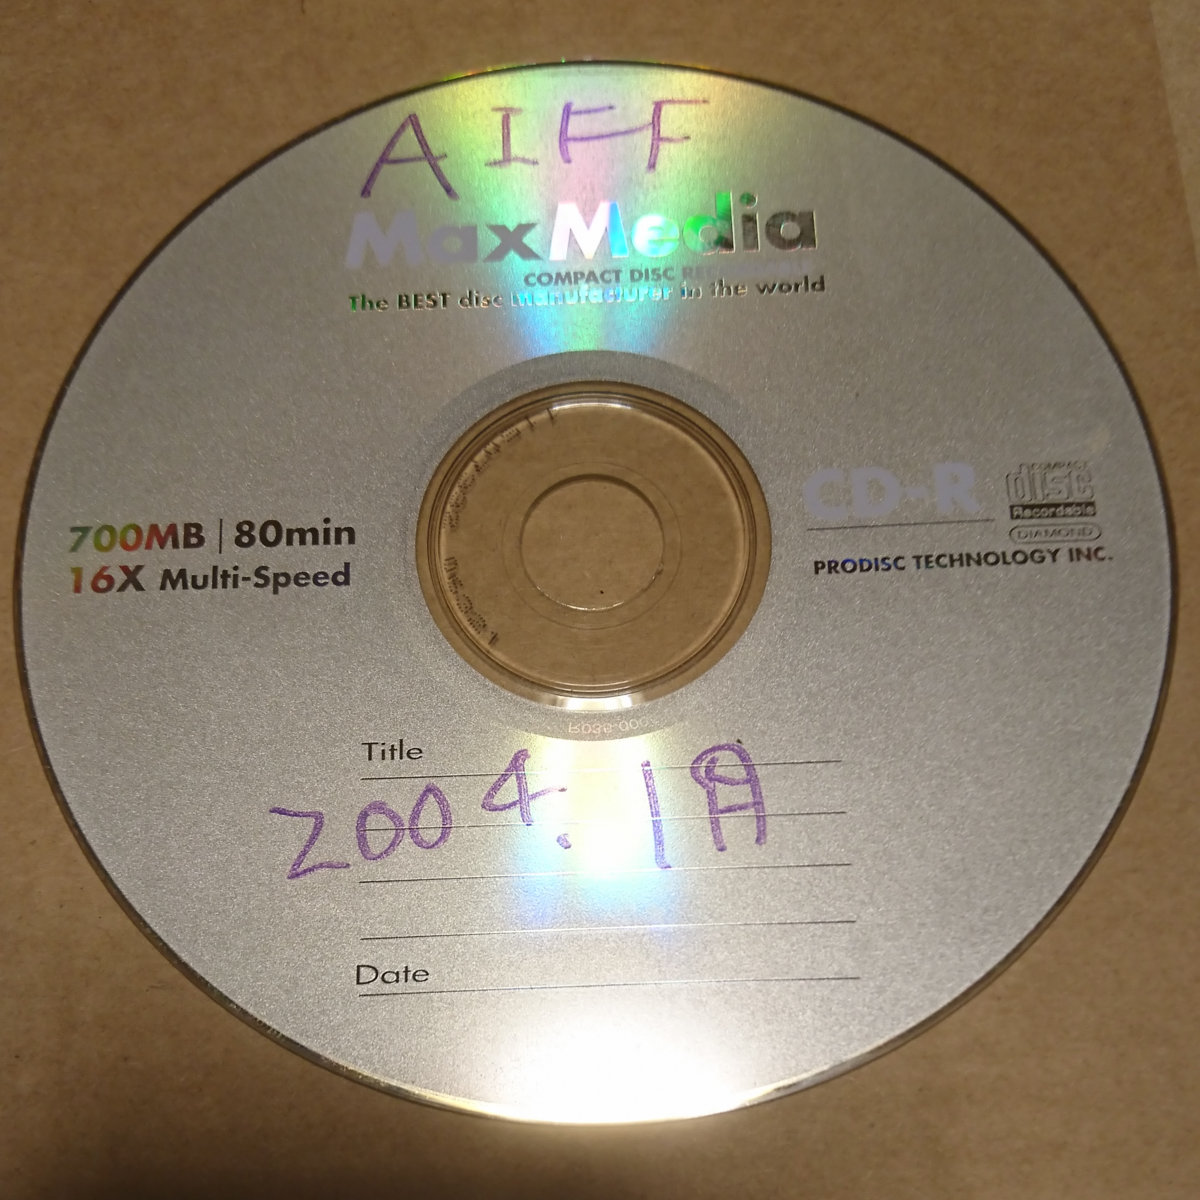 AIFF
MaxMedia
COMPACT DISC
The BEST disc manufacturer in the world
CD-R
COMPACT
disc
Recordable
DIAMOND
PRODISC TECHNOLOGY INC.
700MB | 80min
16X Multi-Speed
Title
2004.1月
Date